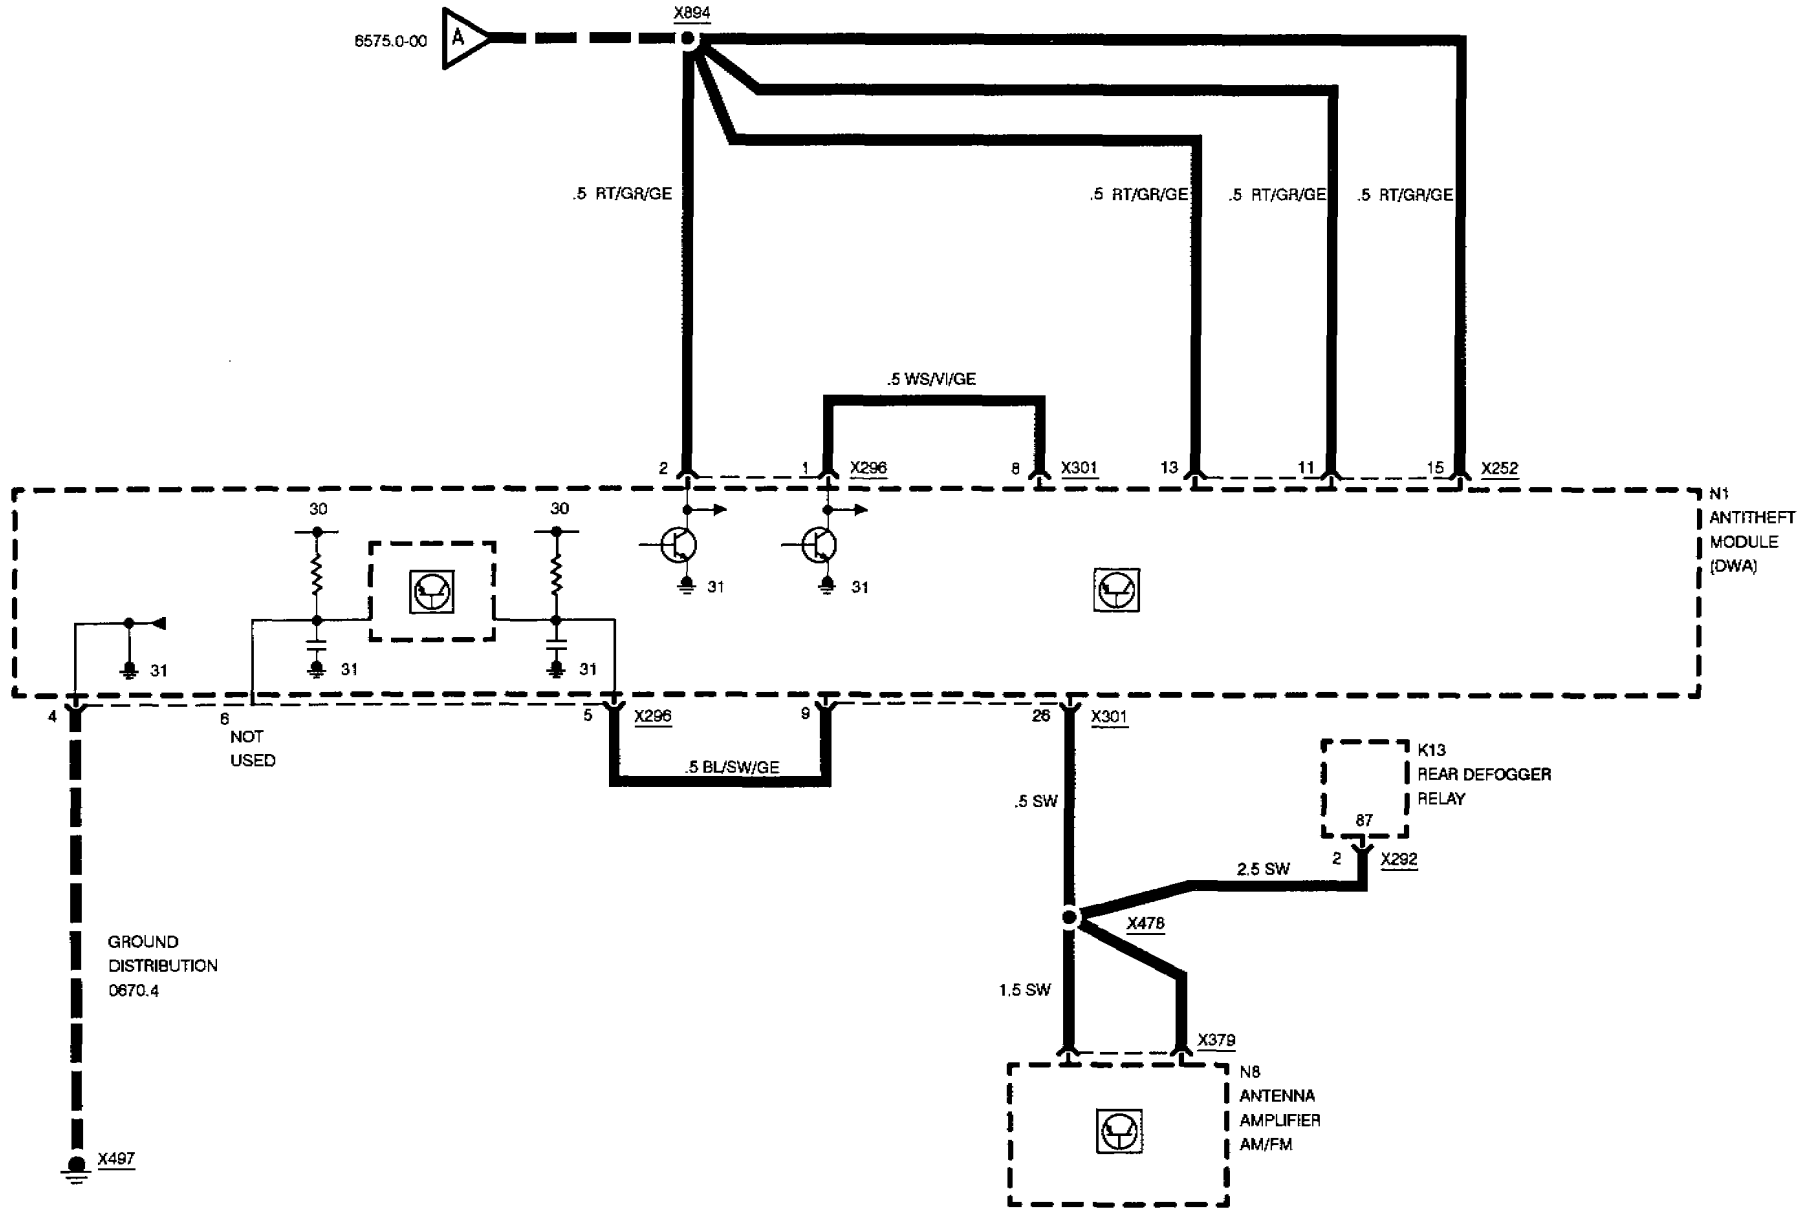 X894
6575.0-00
A
.5 RT/GR/GE
.5 RT/GR/GE
.5 RT/GR/GE
.5 RT/GR/GE
.5 WS/VI/GE
2
1
X296
8
X301
13
11
15
X252
N1
ANTITHEFT
MODULE
(DWA)
30
30
31
31
31
31
31
4
6
5
X296
9
26
X301
NOT
USED
.5 BL/SW/GE
K13
REAR DEFOGGER
RELAY
87
.5 SW
2
X292
2.5 SW
X478
GROUND
DISTRIBUTION
0670.4
1.5 SW
X379
N8
ANTENNA
AMPLIFIER
AM/FM
X497